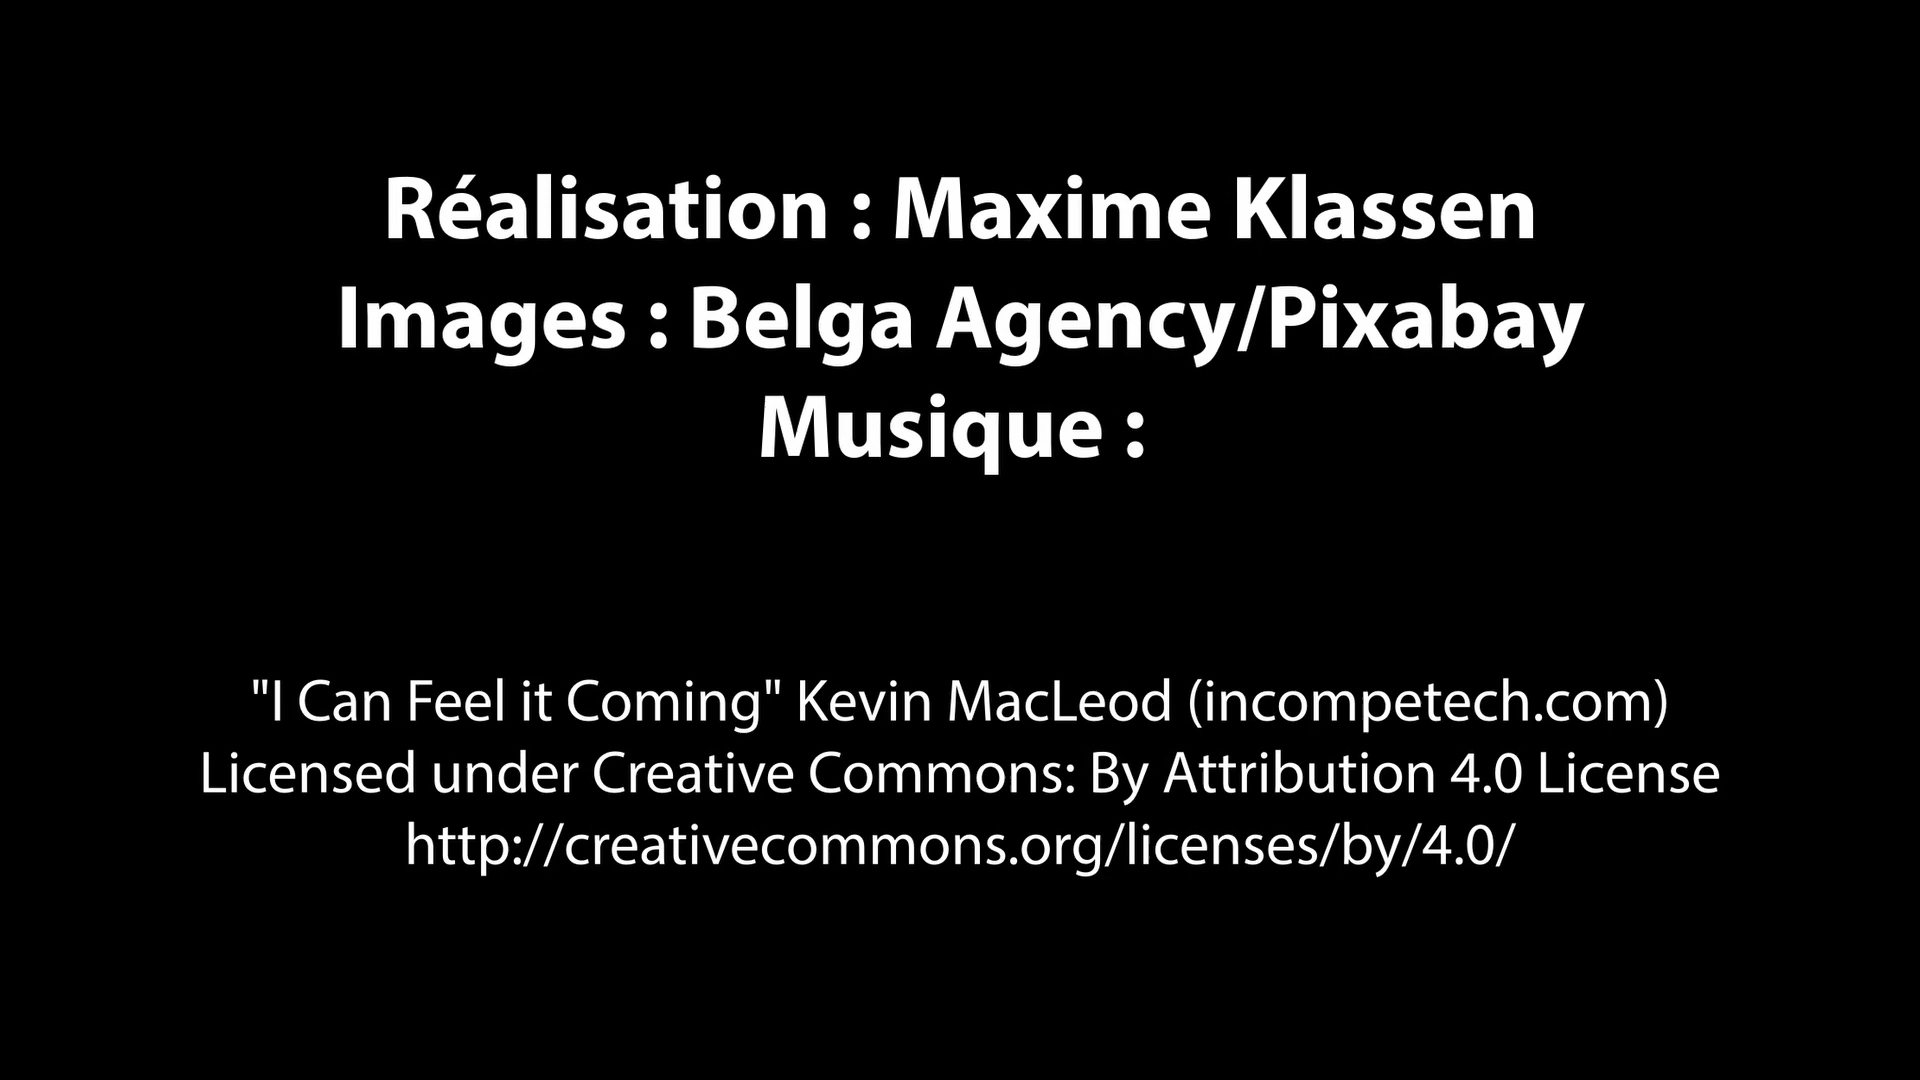 Réalisation : Maxime Klassen
Images : Belga Agency/Pixabay
Musique :
"I Can Feel it Coming" Kevin MacLeod (incompetech.com)
Licensed under Creative Commons: By Attribution 4.0 License
http://creativecommons.org/licenses/by/4.0/